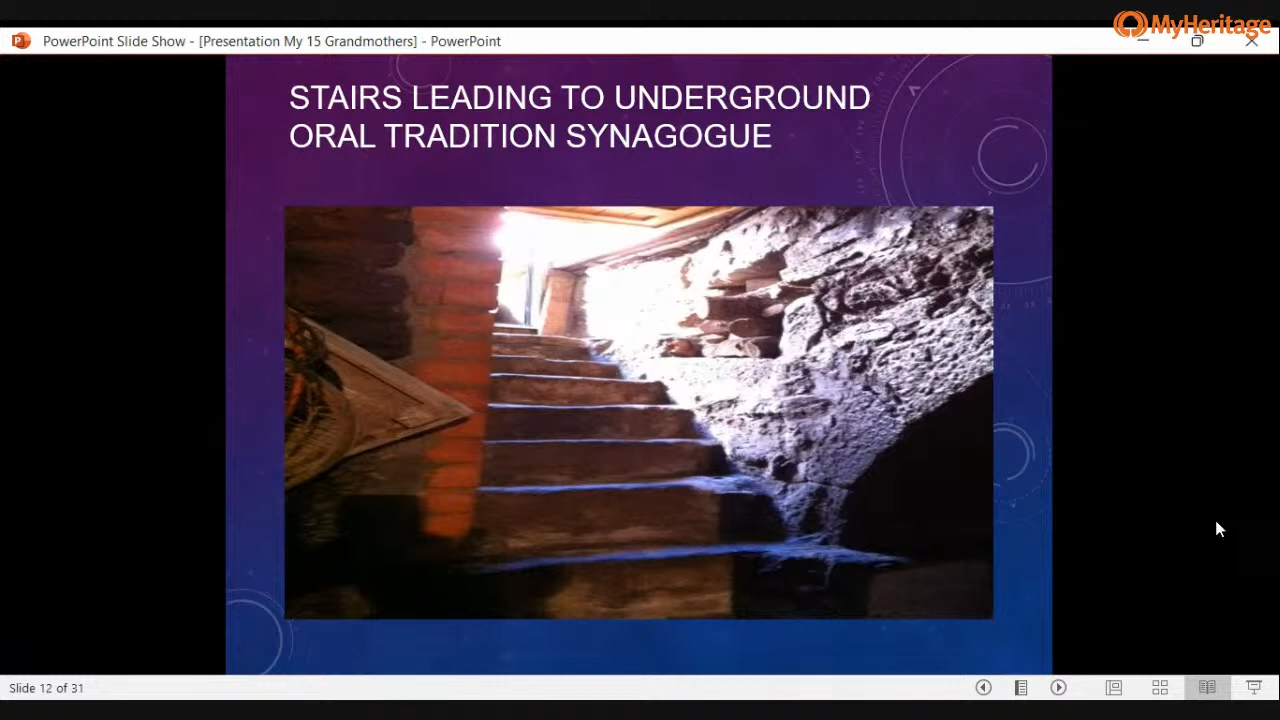 MyHeritage
PowerPoint Slide Show - [Presentation My 15 Grandmothers] - PowerPoint
STAIRS LEADING TO UNDERGROUND
ORAL TRADITION SYNAGOGUE
Slide 12 of 31